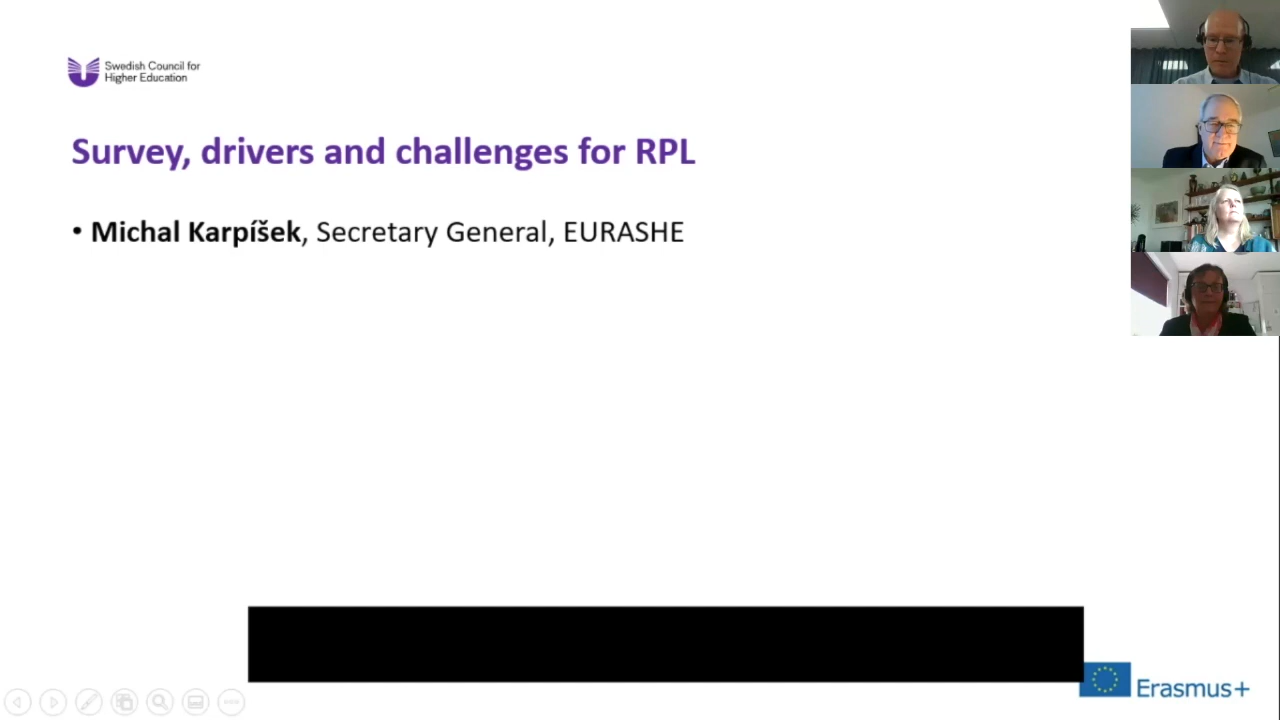 Swedish Council for
Higher Education
Survey, drivers and challenges for RPL
• Michal Karpíšek, Secretary General, EURASHE
Erasmus+